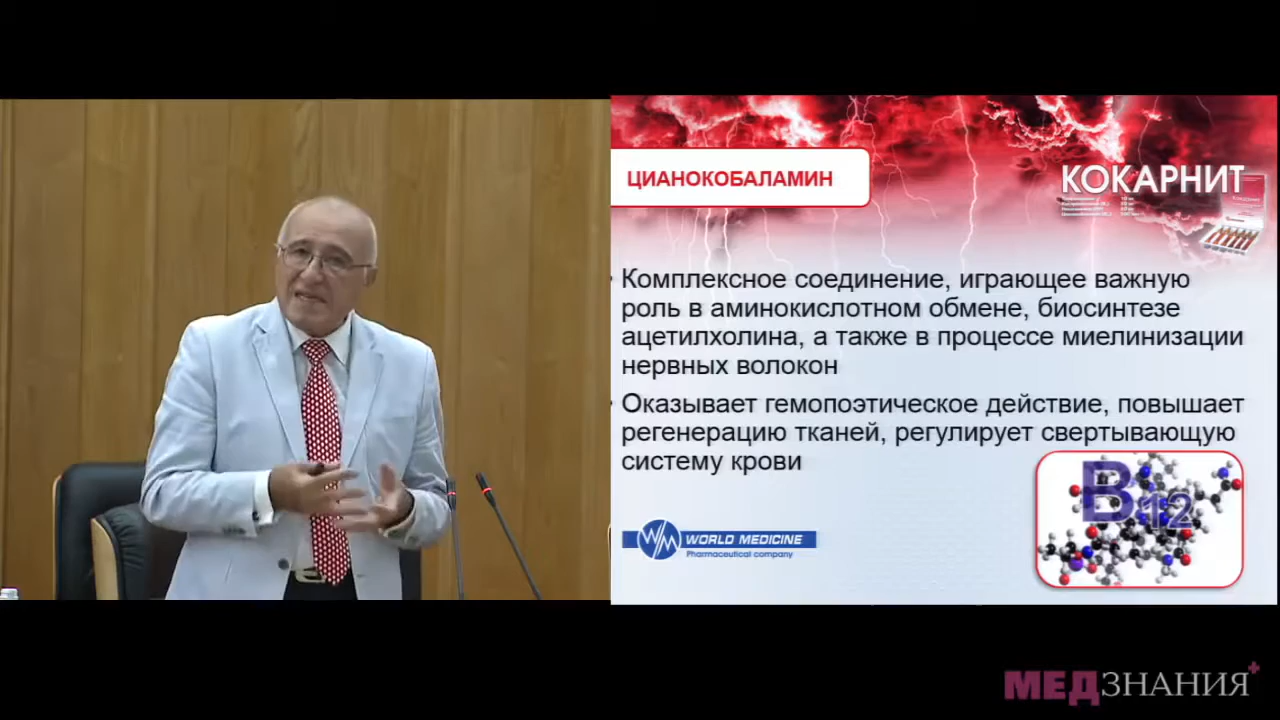 ЦИАНОКОБАЛАМИН
КОКАРНИТ
• Комплексное соединение, играющее важную
роль в аминокислотном обмене, биосинтезе
ацетилхолина, а также в процессе миелинизации
нервных волокон
• Оказывает гемопоэтическое действие, повышает
регенерацию тканей, регулирует свертывающую
систему крови
B12
WM WORLD MEDICINE
Pharmaceutical company
МЕДЗНАНИЯ+